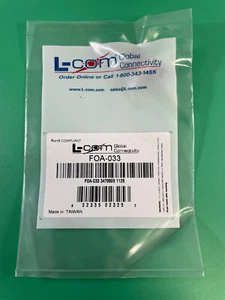 L-com Global
Connectivity
Order Online or Call 1-800-343-1455
www.L-com.com sales@L-com.com
RoHS COMPLIANT
L-com Global
Connectivity
FOA-033
Made in: TAIWAN